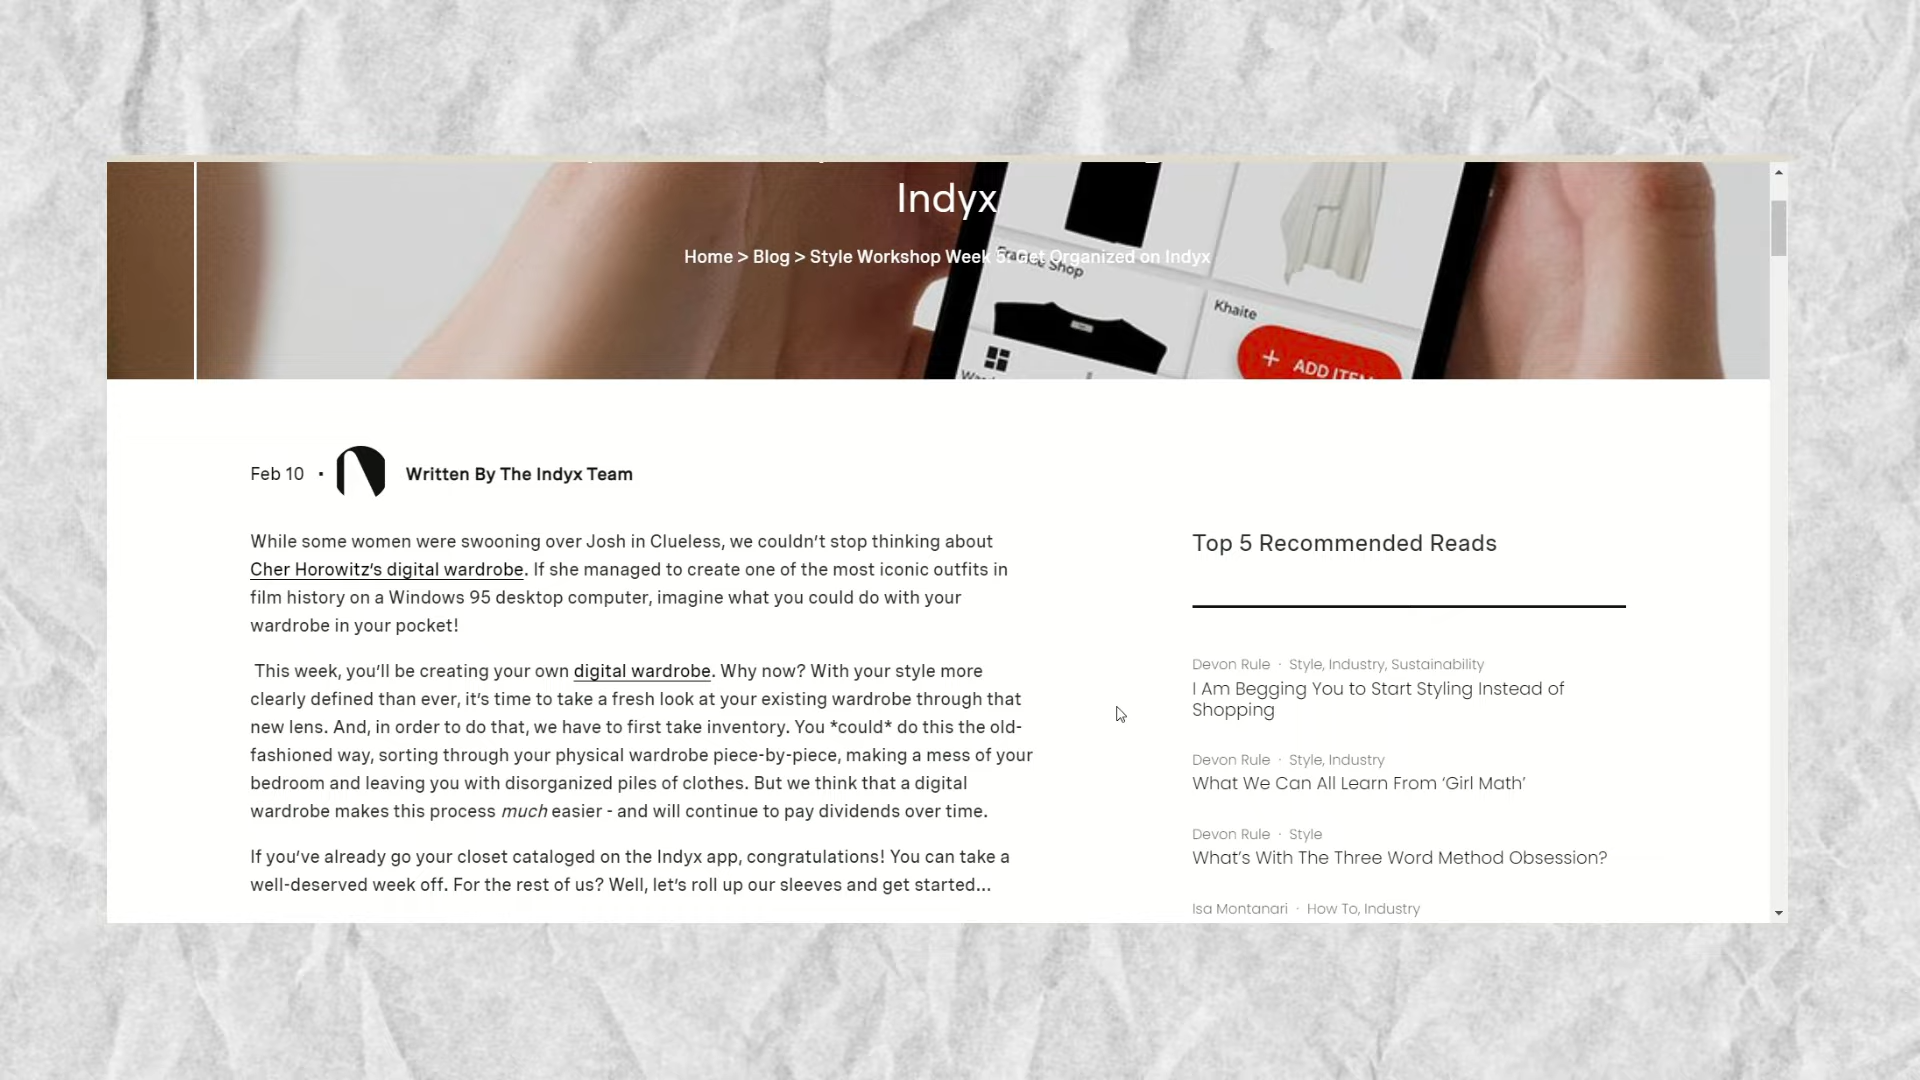 Indyx
Home > Blog > Style Workshop Week 5: Get Organized on Indyx
Frankie Shop
Khaite
+ ADD ITEM
Feb 10 · Written By The Indyx Team
While some women were swooning over Josh in Clueless, we couldn’t stop thinking about
Cher Horowitz’s digital wardrobe. If she managed to create one of the most iconic outfits in
film history on a Windows 95 desktop computer, imagine what you could do with your
wardrobe in your pocket!
This week, you’ll be creating your own digital wardrobe. Why now? With your style more
clearly defined than ever, it’s time to take a fresh look at your existing wardrobe through that
new lens. And, in order to do that, we have to first take inventory. You *could* do this the old-
fashioned way, sorting through your physical wardrobe piece-by-piece, making a mess of your
bedroom and leaving you with disorganized piles of clothes. But we think that a digital
wardrobe makes this process much easier - and will continue to pay dividends over time.
If you’ve already go your closet cataloged on the Indyx app, congratulations! You can take a
well-deserved week off. For the rest of us? Well, let’s roll up our sleeves and get started...
Top 5 Recommended Reads
Devon Rule · Style, Industry, Sustainability
I Am Begging You to Start Styling Instead of
Shopping
Devon Rule · Style, Industry
What We Can All Learn From ‘Girl Math’
Devon Rule · Style
What’s With The Three Word Method Obsession?
Isa Montanari · How To, Industry